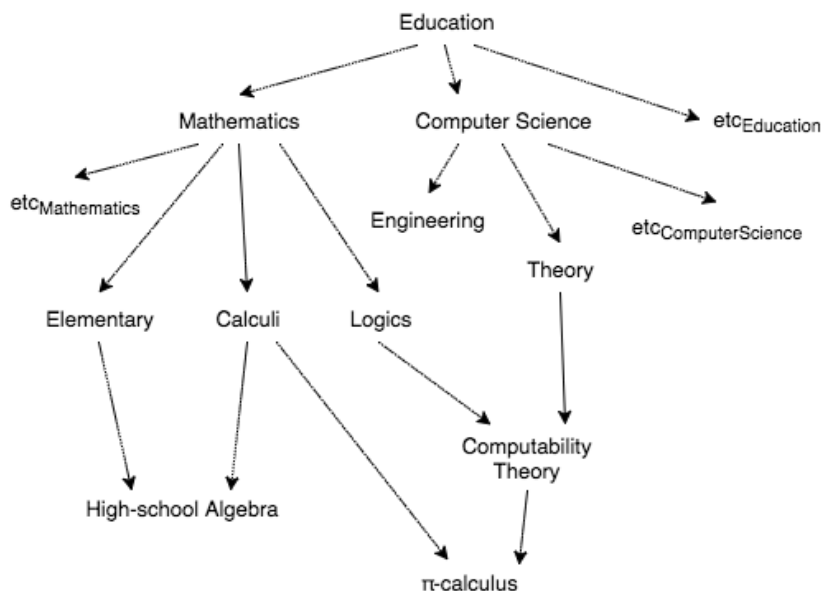 Education
Mathematics
Computer Science
etcEducation
etcMathematics
Engineering
etcComputerScience
Theory
Elementary
Calculi
Logics
Computability
Theory
High-school Algebra
π-calculus